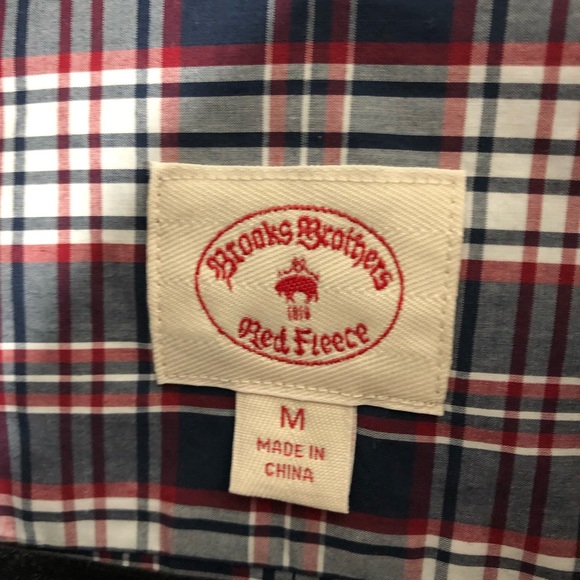 Brooks Brothers
1818
Red Fleece
M
MADE IN
CHINA